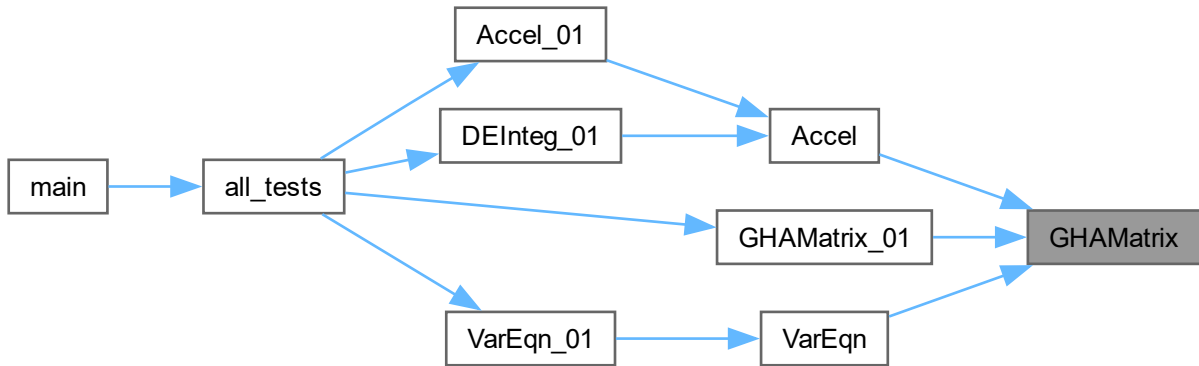 Accel_01
DEInteg_01
Accel
main
all_tests
GHAMatrix_01
GHAMatrix
VarEqn_01
VarEqn